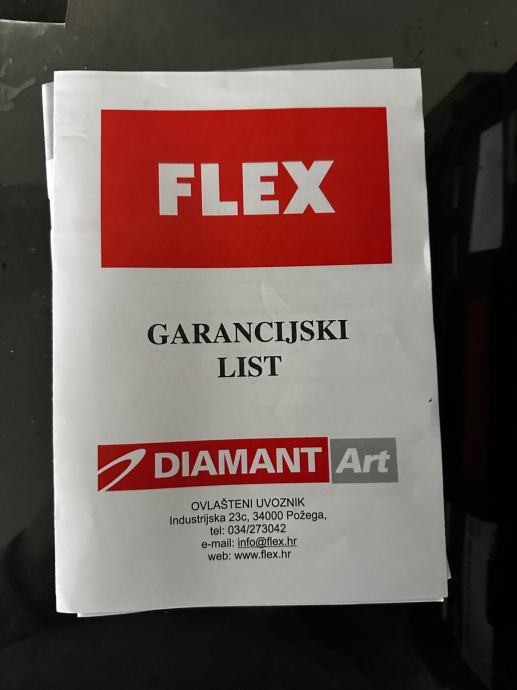 FLEX
GARANCIJSKI
LIST
DIAMANT Art
OVLAŠTENI UVOZNIK
Industrijska 23c, 34000 Požega,
tel: 034/273042
e-mail: info@flex.hr
web: www.flex.hr